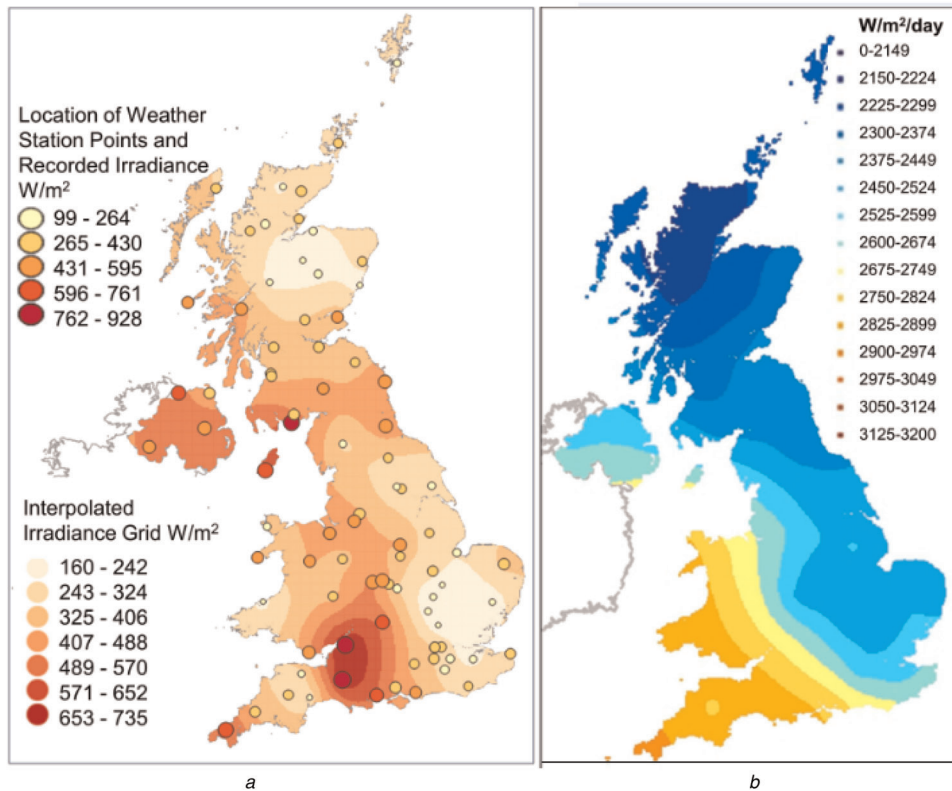 Location of Weather
Station Points and
Recorded Irradiance
W/m²
99 - 264
265 - 430
431 - 595
596 - 761
762 - 928
Interpolated
Irradiance Grid W/m²
160 - 242
243 - 324
325 - 406
407 - 488
489 - 570
571 - 652
653 - 735
a
W/m²/day
0-2149
2150-2224
2225-2299
2300-2374
2375-2449
2450-2524
2525-2599
2600-2674
2675-2749
2750-2824
2825-2899
2900-2974
2975-3049
3050-3124
3125-3200
b